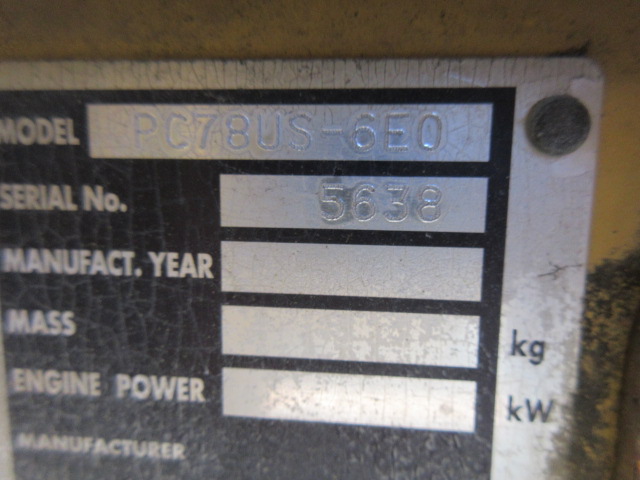 MODEL PC78US-6E0
SERIAL No. 5638
MANUFACT. YEAR
MASS kg
ENGINE POWER kW
MANUFACTURER